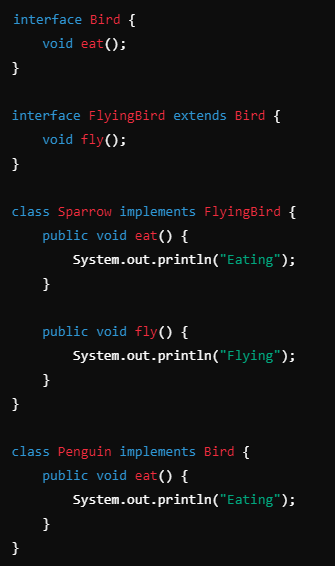 interface Bird {
    void eat();
}

interface FlyingBird extends Bird {
    void fly();
}

class Sparrow implements FlyingBird {
    public void eat() {
        System.out.println("Eating");
    }

    public void fly() {
        System.out.println("Flying");
    }
}

class Penguin implements Bird {
    public void eat() {
        System.out.println("Eating");
    }
}